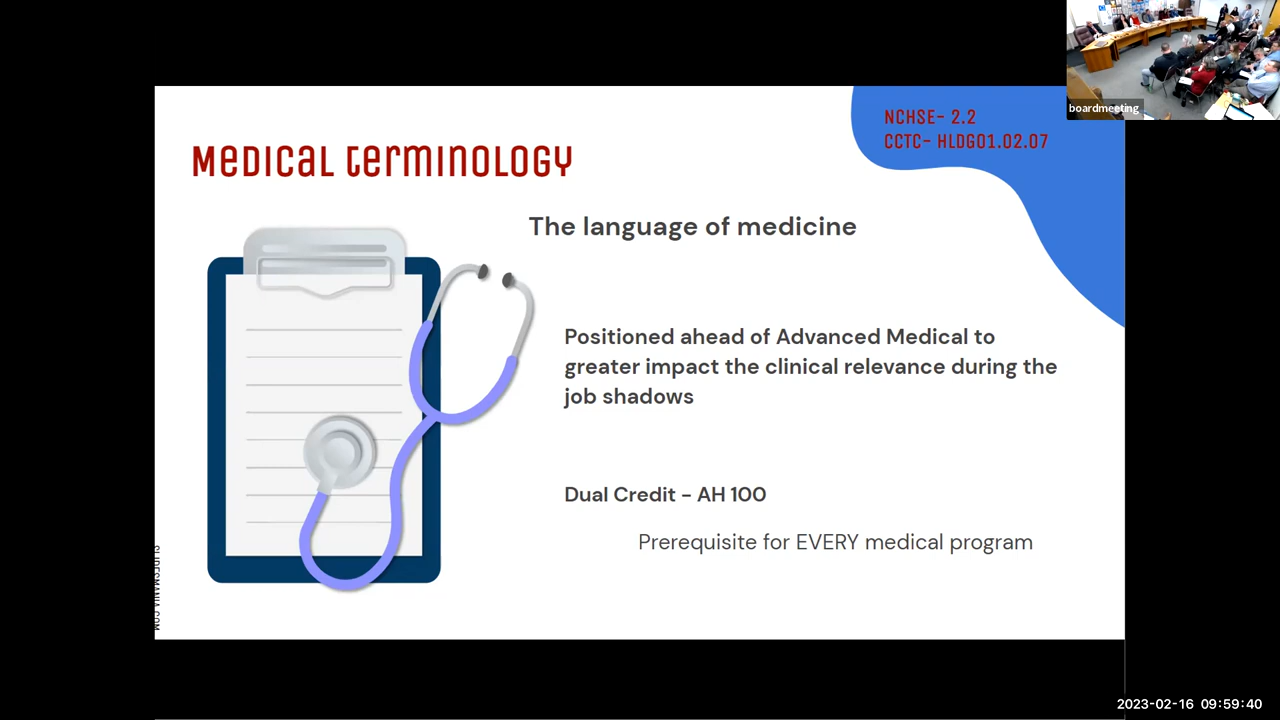 boardmeeting
NCHSE- 2.2
CCTC- HLDG01.02.07
Medical terminology
The language of medicine
Positioned ahead of Advanced Medical to
greater impact the clinical relevance during the
job shadows
Dual Credit - AH 100
Prerequisite for EVERY medical program
SLIDESMANIA.COM
2023-02-16 09:59:40